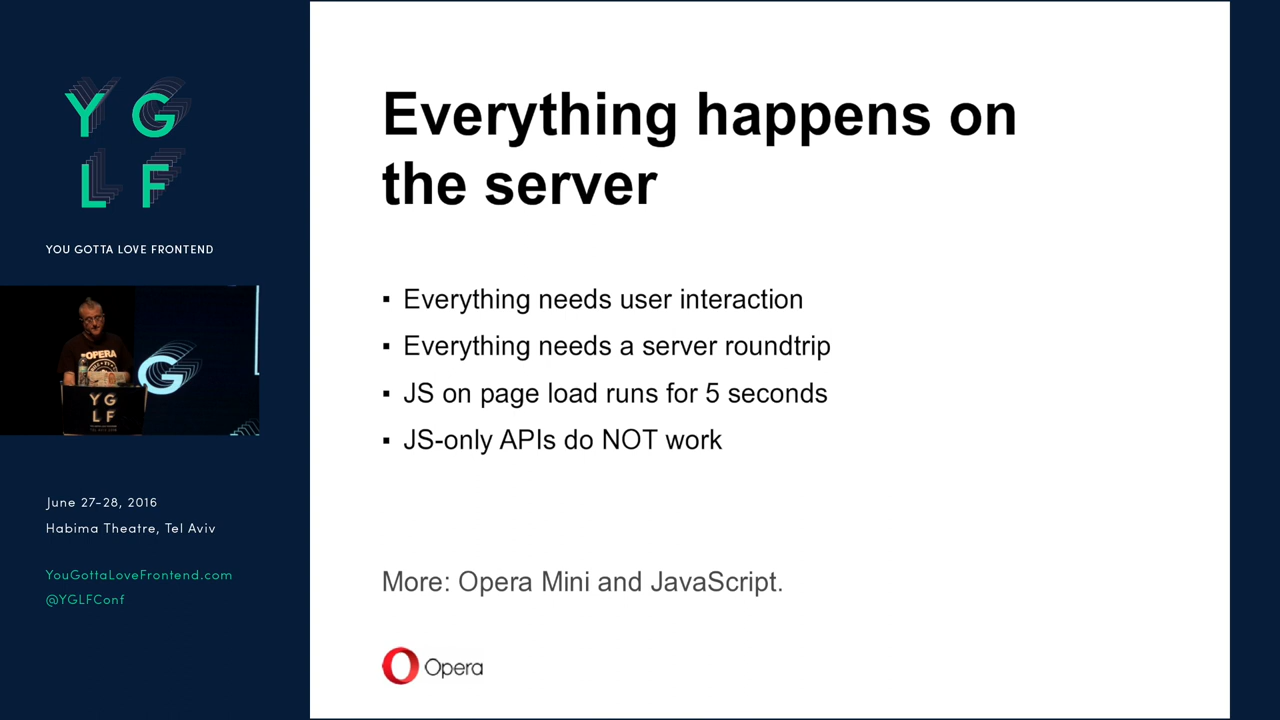 Y G
L F
YOU GOTTA LOVE FRONTEND
OPERA
G
Y G
L F
June 27-28, 2016
Habima Theatre, Tel Aviv
YouGottaLoveFrontend.com
@YGLFConf
Everything happens on
the server
▪ Everything needs user interaction
▪ Everything needs a server roundtrip
▪ JS on page load runs for 5 seconds
▪ JS-only APIs do NOT work
More: Opera Mini and JavaScript.
Opera